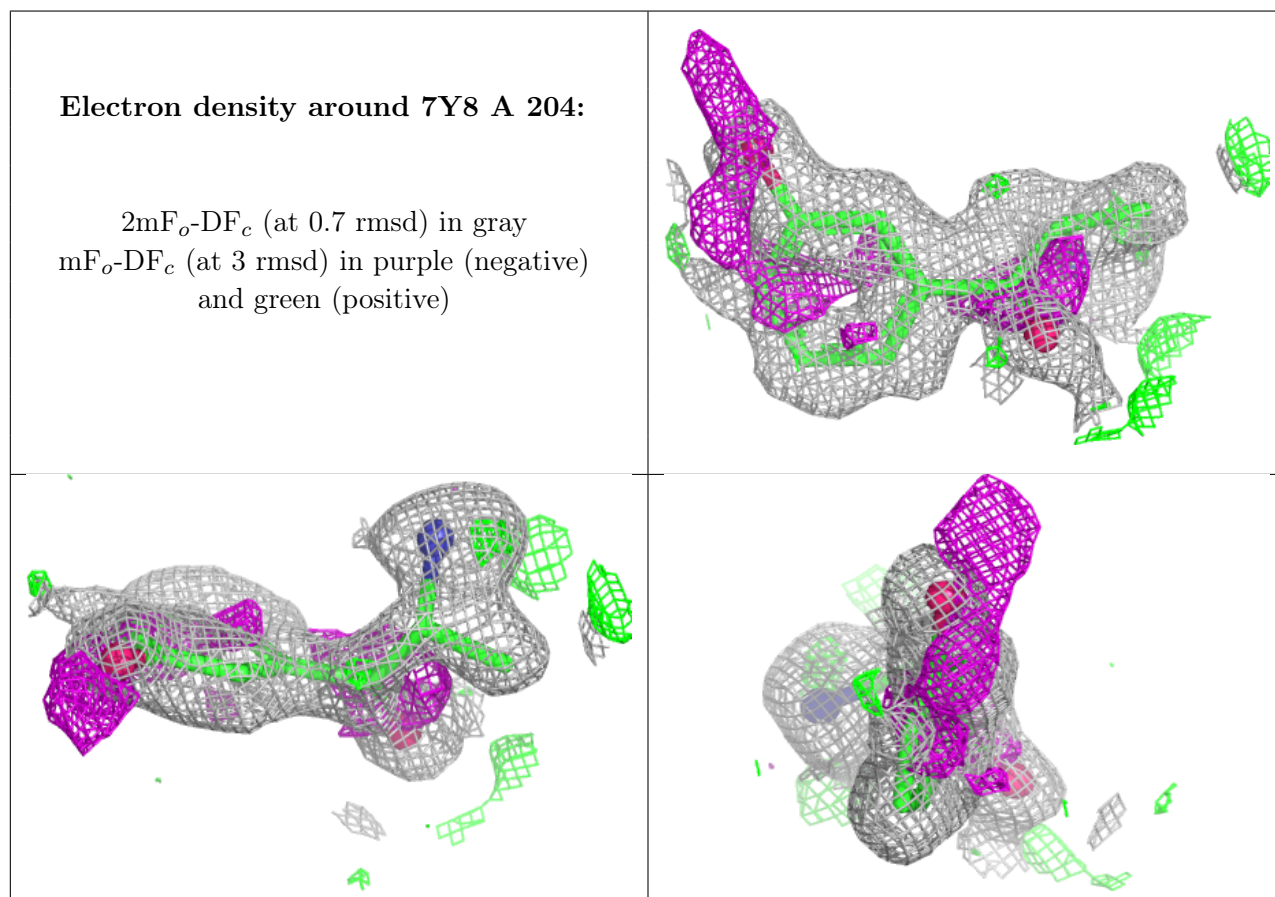 Electron density around 7Y8 A 204:
2mFo-DFc (at 0.7 rmsd) in gray
mFo-DFc (at 3 rmsd) in purple (negative)
and green (positive)